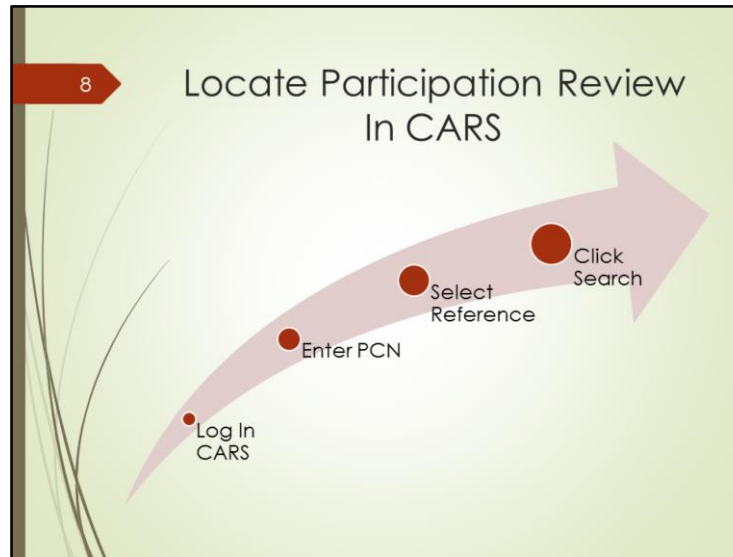 8
Locate Participation Review
In CARS
Log In
CARS
Enter PCN
Select
Reference
Click
Search